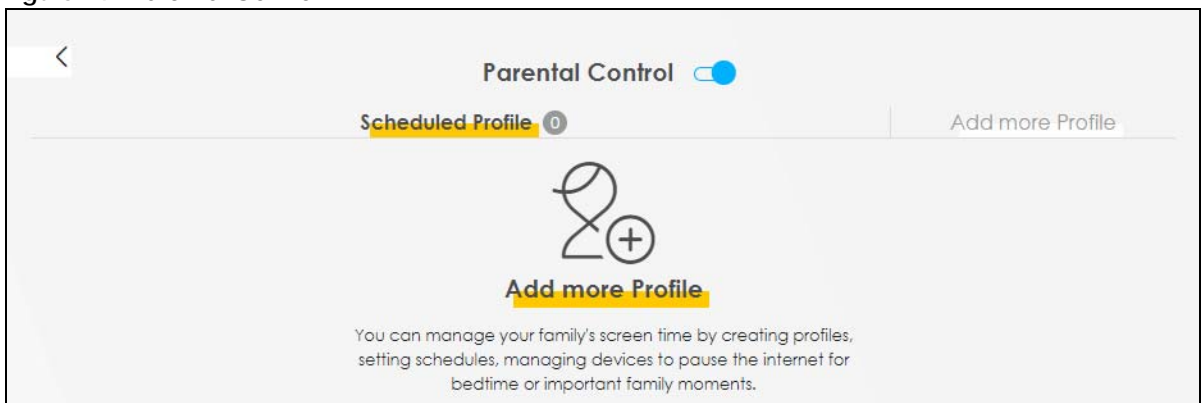 Parental Control
Scheduled Profile 0
Add more Profile
Add more Profile
You can manage your family's screen time by creating profiles,
setting schedules, managing devices to pause the internet for
bedtime or important family moments.